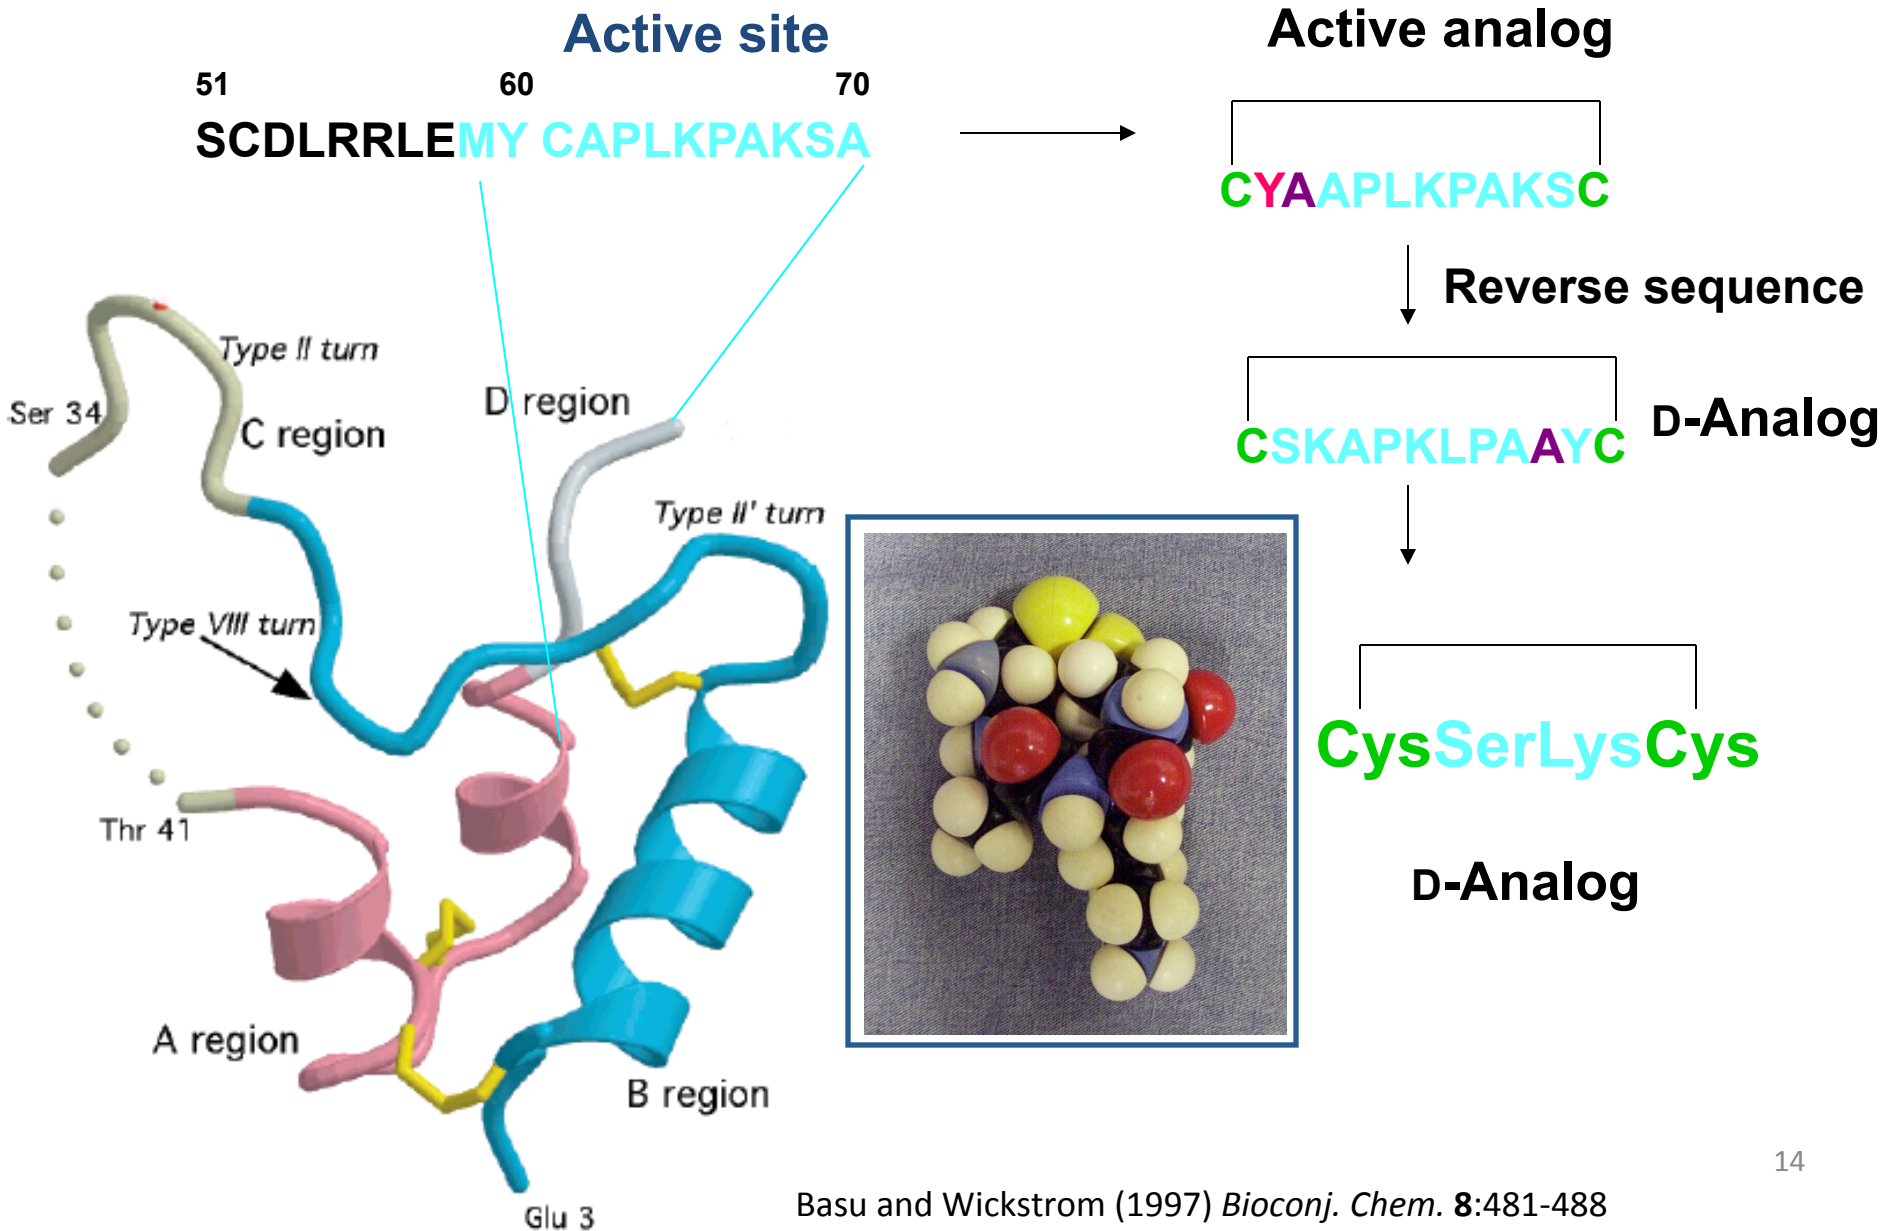 Active site
51 60 70
SCDLRRLEMY CAPLKPAKSA
Active analog
CYAAPLKPAKSC
Reverse sequence
CSKAPKLPAAYC
D-Analog
CysSerLysCys
D-Analog
Type II turn
Ser 34
C region
D region
Type II' turn
Type VIII turn
Thr 41
A region
B region
Glu 3
14
Basu and Wickstrom (1997) Bioconj. Chem. 8:481-488